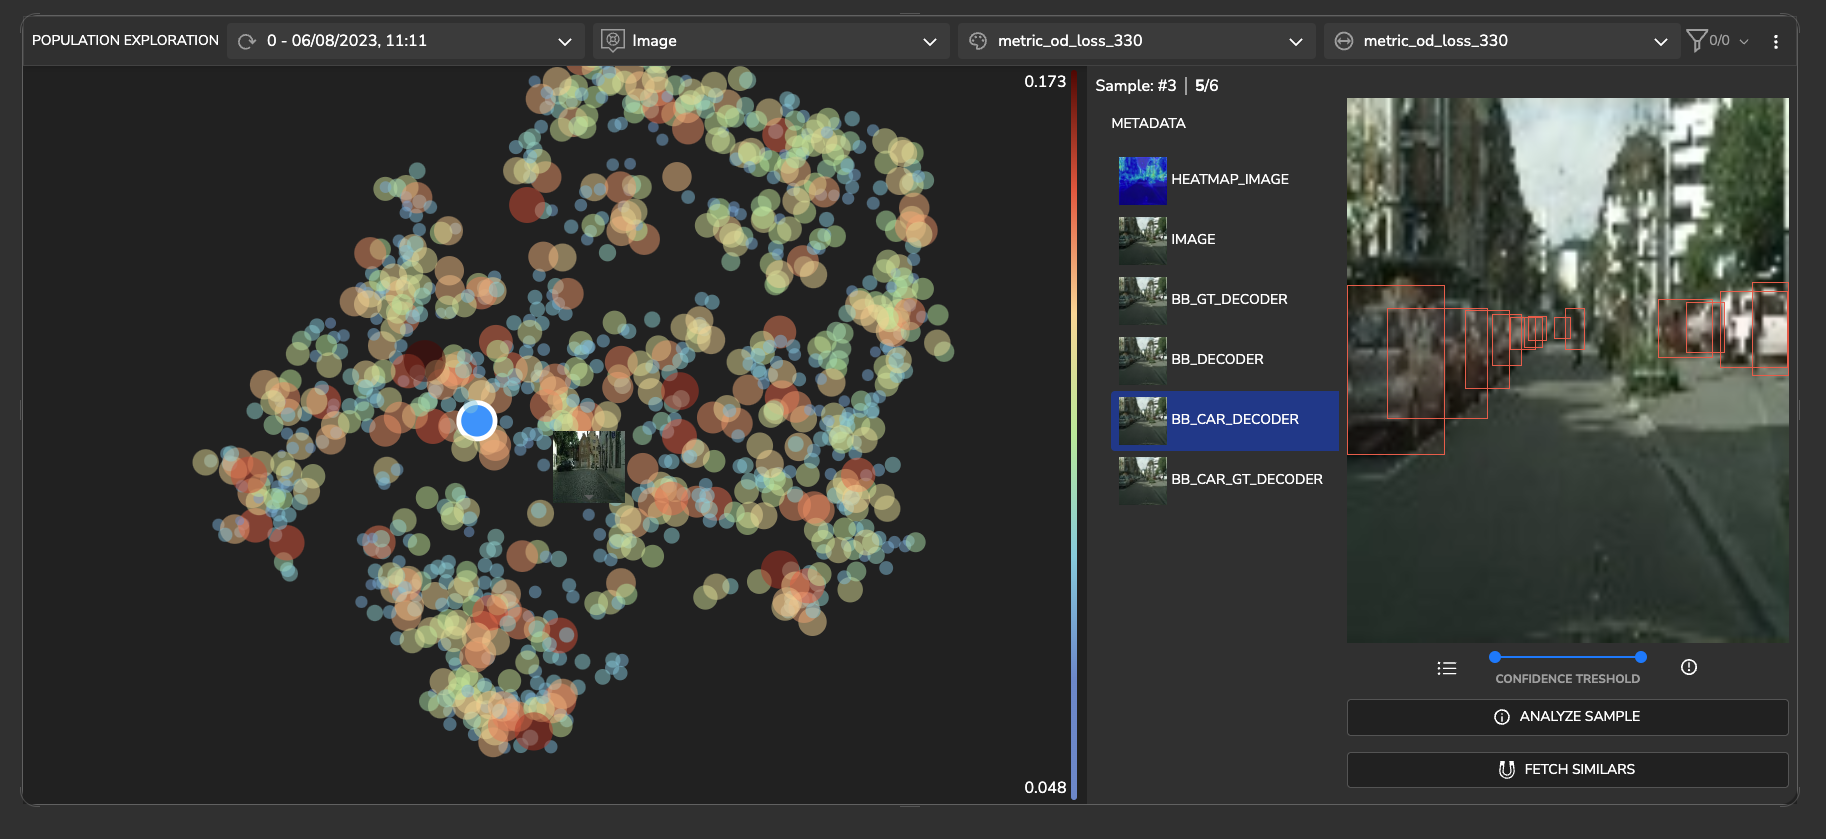 POPULATION EXPLORATION
0 - 06/08/2023, 11:11
Image
metric_od_loss_330
metric_od_loss_330
0/0
0.173
0.048
Sample: #3 | 5/6
METADATA
HEATMAP_IMAGE
IMAGE
BB_GT_DECODER
BB_DECODER
BB_CAR_DECODER
BB_CAR_GT_DECODER
CONFIDENCE TRESHOLD
ANALYZE SAMPLE
FETCH SIMILARS